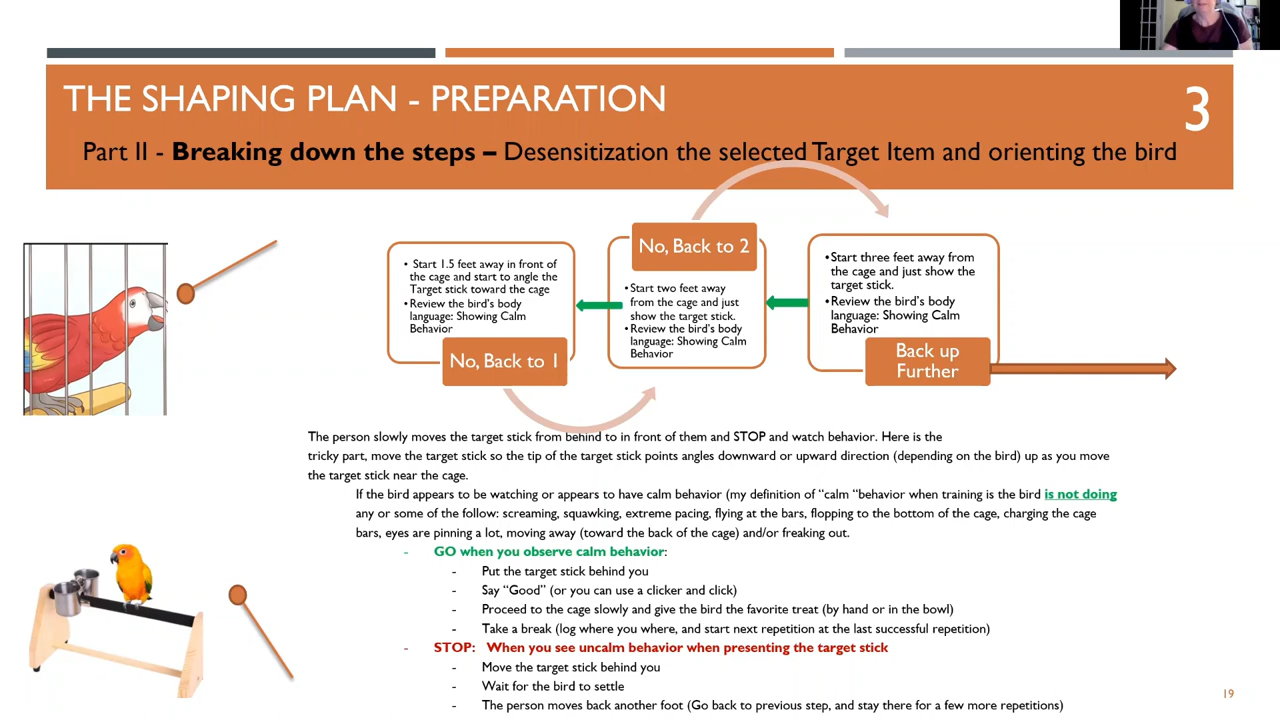 THE SHAPING PLAN - PREPARATION
3
Part II - Breaking down the steps – Desensitization the selected Target Item and orienting the bird
• Start 1.5 feet away in front of
the cage and start to angle the
Target stick toward the cage
• Review the bird's body
language: Showing Calm
Behavior
No, Back to 1
No, Back to 2
• Start two feet away
from the cage and just
show the target stick.
• Review the bird's body
language: Showing Calm
Behavior
• Start three feet away from
the cage and just show the
target stick.
• Review the bird's body
language: Showing Calm
Behavior
Back up
Further
The person slowly moves the target stick from behind to in front of them and STOP and watch behavior. Here is the
tricky part, move the target stick so the tip of the target stick points angles downward or upward direction (depending on the bird) up as you move
the target stick near the cage.
If the bird appears to be watching or appears to have calm behavior (my definition of "calm "behavior when training is the bird is not doing
any or some of the follow: screaming, squawking, extreme pacing, flying at the bars, flopping to the bottom of the cage, charging the cage
bars, eyes are pinning a lot, moving away (toward the back of the cage) and/or freaking out.
- GO when you observe calm behavior:
- Put the target stick behind you
- Say "Good" (or you can use a clicker and click)
- Proceed to the cage slowly and give the bird the favorite treat (by hand or in the bowl)
- Take a break (log where you where, and start next repetition at the last successful repetition)
- STOP: When you see uncalm behavior when presenting the target stick
- Move the target stick behind you
- Wait for the bird to settle
- The person moves back another foot (Go back to previous step, and stay there for a few more repetitions)
19